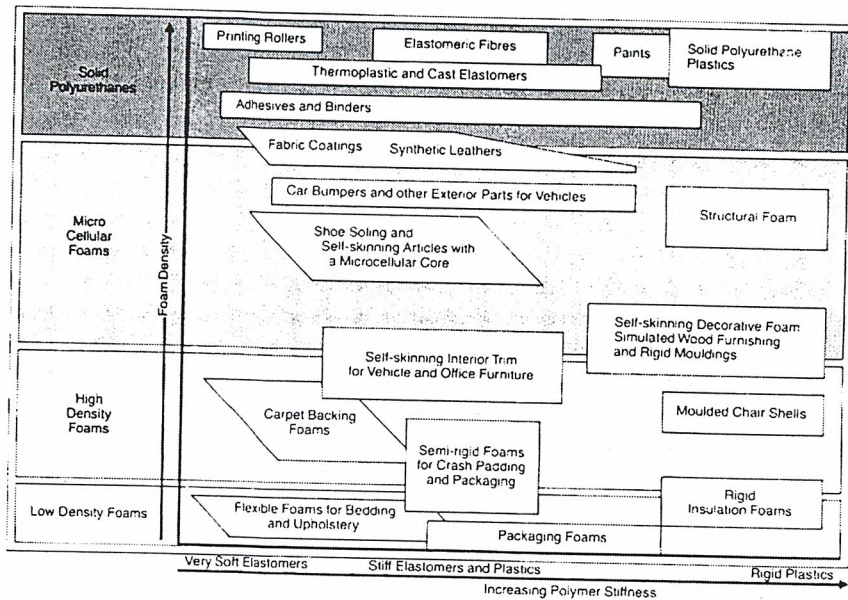 Printing Rollers
Elastomeric Fibres
Paints
Solid Polyurethane
Plastics
Solid
Polyurethanes
Thermoplastic and Cast Elastomers
Adhesives and Binders
Fabric Coatings
Synthetic Leathers
Car Bumpers and other Exterior Parts for Vehicles
Structural Foam
Micro
Cellular
Foams
Shoe Soling and
Self-skinning Articles with
a Microcellular Core
Foam Density
Self-skinning Decorative Foam
Simulated Wood Furnishing
and Rigid Mouldings
Self-skinning Interior Trim
for Vehicle and Office Furniture
High
Density
Foams
Carpet Backing
Foams
Moulded Chair Shells
Semi-rigid Foams
for Crash Padding
and Packaging
Rigid
Insulation Foams
Low Density Foams
Flexible Foams for Bedding
and Upholstery
Packaging Foams
Very Soft Elastomers
Stiff Elastomers and Plastics
Rigid Plastics
Increasing Polymer Stiffness